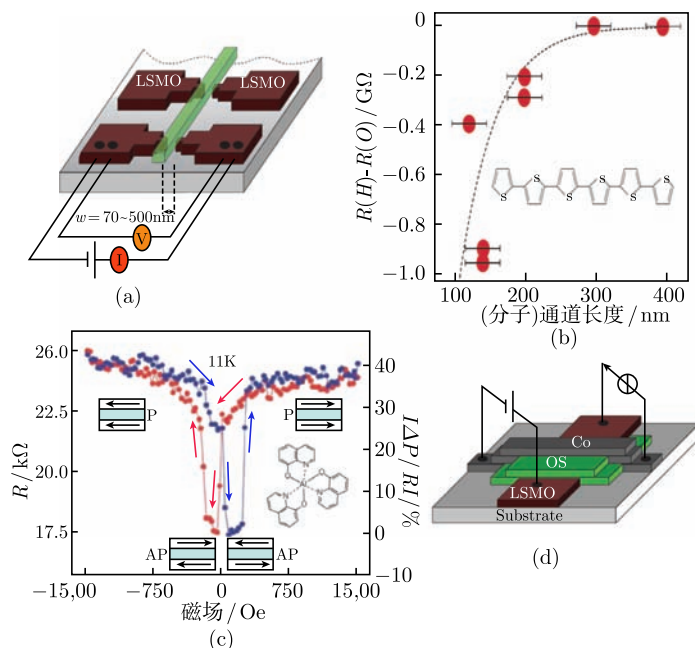 LSMO
LSMO
w = 70~500nm
V
I
(a)
R(H)-R(O) / GΩ
0
−0.2
−0.4
−0.6
−0.8
−1.0
S
S
S
S
S
S
100
200
300
400
(分子)通道长度 / nm
(b)
R / kΩ
26.0
22.5
20.0
17.5
11K
P
P
AP
AP
40
30
20
10
0
−10
IΔP / RI / %
−15,00
−750
0
750
15,00
磁场 / Oe
(c)
Co
OS
LSMO
Substrate
(d)